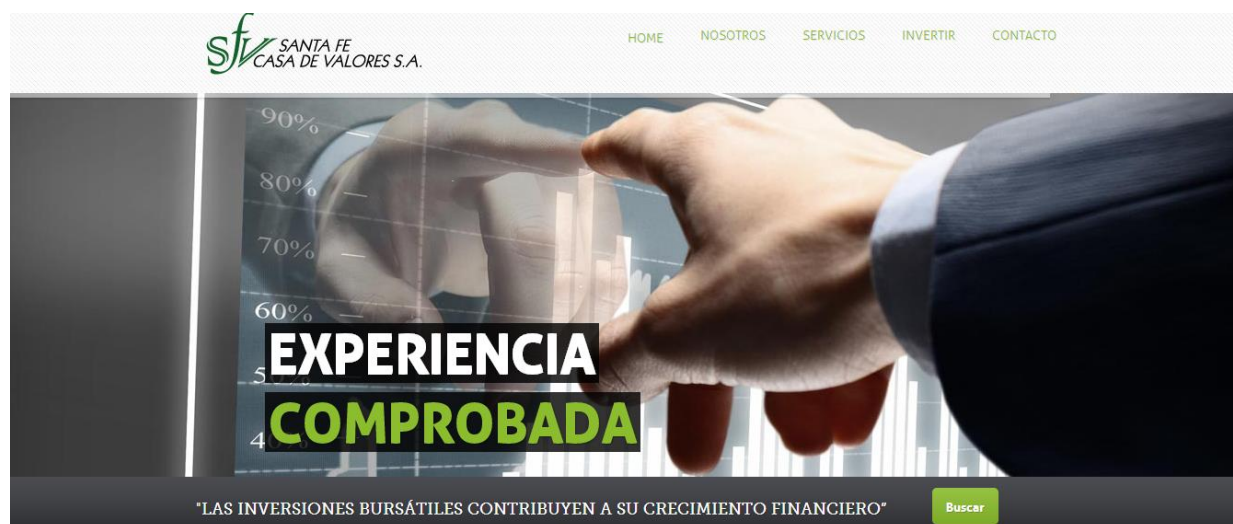 sfv SANTA FE
CASA DE VALORES S.A.
HOME NOSOTROS SERVICIOS INVERTIR CONTACTO
90%
80%
70%
60%
EXPERIENCIA
COMPROBADA
"LAS INVERSIONES BURSÁTILES CONTRIBUYEN A SU CRECIMIENTO FINANCIERO"
Buscar